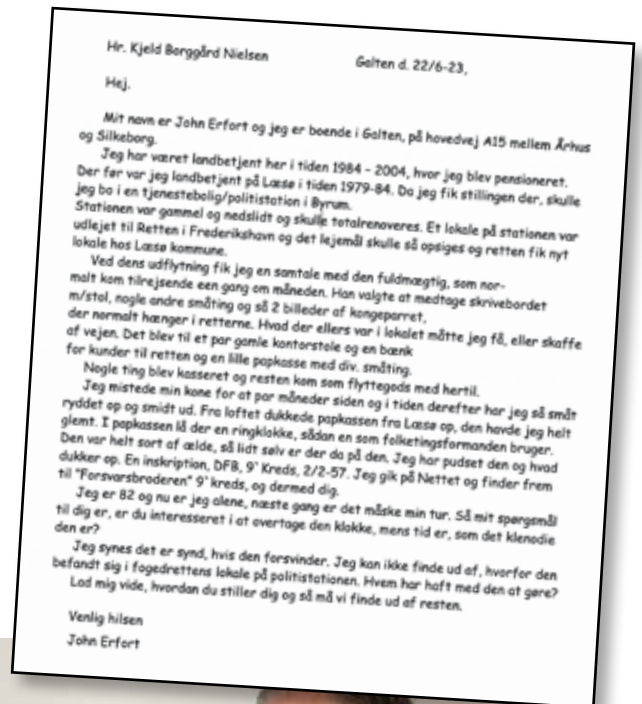 Hr. Kjeld Borggård Nielsen Galten d. 22/6-23,
Hej.
Mit navn er John Erfort og jeg er boende i Galten, på hovedvej A15 mellem Århus
og Silkeborg.
Jeg har været landbetjent her i tiden 1984 - 2004, hvor jeg blev pensioneret.
Der før var jeg landbetjent på Læsø i tiden 1979-84. Da jeg fik stillingen der, skulle
jeg bo i en tjenestebolig/politistation i Byrum.
Stationen var gammel og nedslidt og skulle totalrenoveres. Et lokale på stationen var
udlejet til Retten i Frederikshavn og det lejemål skulle så opsiges og retten fik nyt
lokale hos Læsø kommune.
Ved dens udflytning fik jeg en samtale med den fuldmægtig, som nor-
malt kom tilrejsende een gang om måneden. Han valgte at medtage skrivebordet
m/stol, nogle andre småting og så 2 billeder af kongeparret,
der normalt hænger i retterne. Hvad der ellers var i lokalet måtte jeg få, eller skaffe
af vejen. Det blev til et par gamle kontorstole og en bænk
for kunder til retten og en lille papkasse med div. småting.
Nogle ting blev kasseret og resten kom som flyttegods med hertil.
Jeg mistede min kone for et par måneder siden og i tiden derefter har jeg så småt
ryddet op og smidt ud. Fra loftet dukkede papkassen fra Læsø op, den havde jeg helt
glemt. I papkassen lå der en ringklokke, sådan en som folketingsformanden bruger.
Den var helt sort af ælde, så lidt sølv er der da på den. Jeg har pudset den og hvad
dukker op. En inskription, DFB, 9' Kreds, 2/2-57. Jeg gik på Nettet og finder frem
til "Forsvarsbroderen" 9' kreds, og dermed dig.
Jeg er 82 og nu er jeg alene, næste gang er det måske min tur. Så mit spørgsmål
til dig er, er du interesseret i at overtage den klokke, mens tid er, som det klenodie
den er?
Jeg synes det er synd, hvis den forsvinder. Jeg kan ikke finde ud af, hvorfor den
befandt sig i fogedrettens lokale på politistationen. Hvem har haft med den at gøre?
Lad mig vide, hvordan du stiller dig og så må vi finde ud af resten.
Venlig hilsen
John Erfort